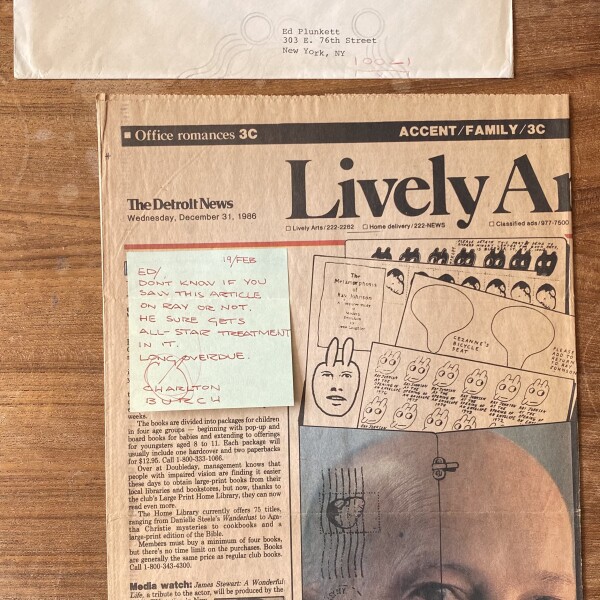 Ed Plunkett
303 E. 76th Street
New York, NY
10021
■ Office romances 3C
ACCENT/FAMILY/3C
The Detroit News
Wednesday, December 31, 1986
Lively Ar
□ Lively Arts/222-2282 □ Home delivery/222-NEWS □ Classified ads/977-7500
19/FEB
ED/
DONT KNOW IF YOU
SAW THIS ARTICLE
ON RAY OR NOT.
HE SURE GETS
ALL-STAR TREATMENT
IN IT.
LONG OVERDUE.
CHARLTON
BURCH
The
Metamorphosis
of
Ray Johnson
CEZANNE'S
BICYCLE
SEAT
PLEASE
ADD TO
RETURN
TO RAY
JOHNSON
weeks.
The books are divided into packages for children
in four age groups — beginning with pop-up and
board books for babies and extending to offerings
for youngsters aged 8 to 11. Each package will
usually include one hardcover and two paperbacks
for $12.95. Call 1-800-333-1066.
Over at Doubleday, management knows that
people with impaired vision are finding it easier
these days to obtain large-print books from their
local libraries and bookstores, but now, thanks to
the club's Large Print Home Library, they can now
read even more.
The Home Library currently offers 75 titles,
ranging from Danielle Steele's Wanderlust to Aga-
tha Christie mysteries to cookbooks and a
large-print edition of the Bible.
Members must buy a minimum of four books,
but there's no time limit on the purchases. Books
are generally the same price as regular club books.
Call 1-800-343-4300.
Media watch: James Stewart: A Wonderful
Life, a tribute to the actor, will be produced by the